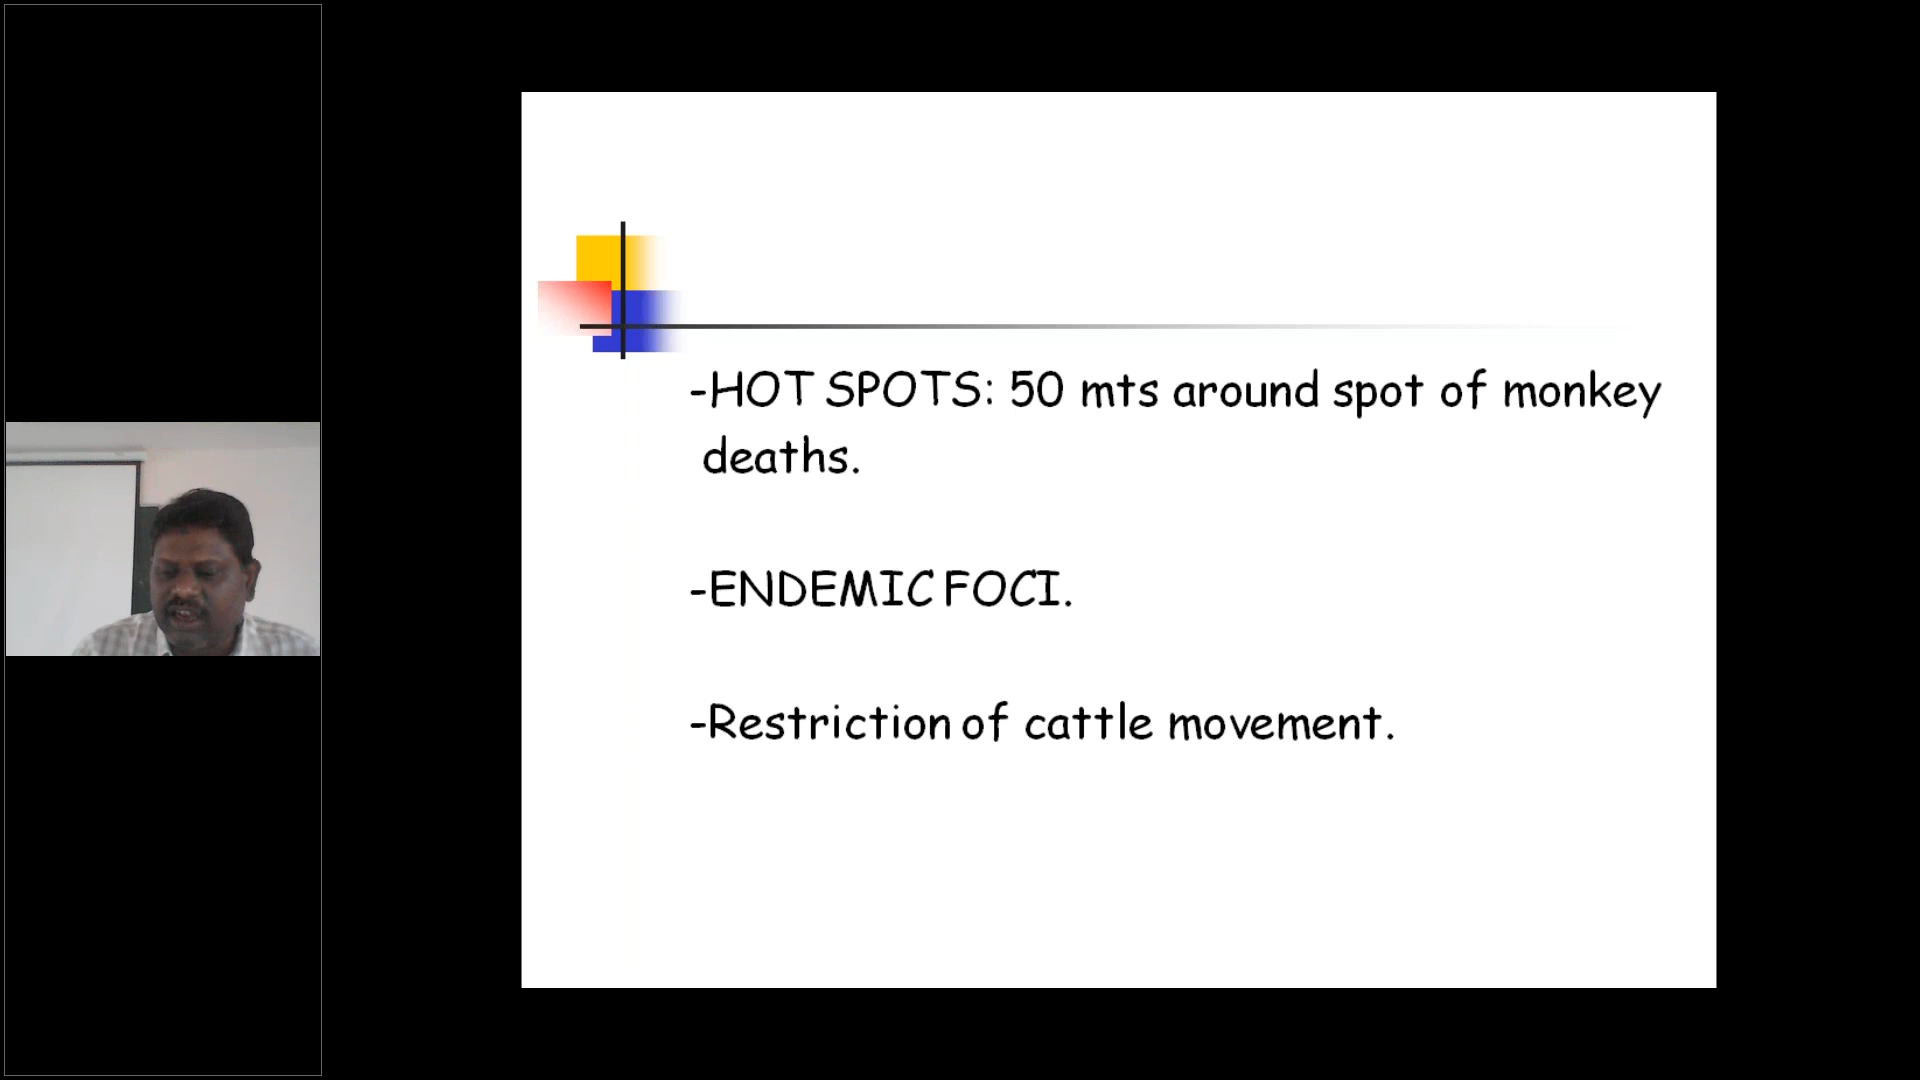 -HOT SPOTS: 50 mts around spot of monkey
deaths.
-ENDEMIC FOCI.
-Restriction of cattle movement.